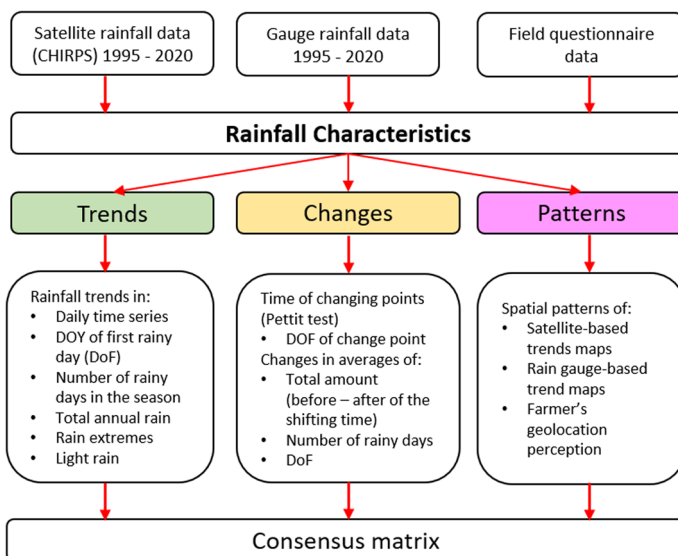 Satellite rainfall data
(CHIRPS) 1995 - 2020
Gauge rainfall data
1995 - 2020
Field questionnaire
data
Rainfall Characteristics
Trends
Changes
Patterns
Rainfall trends in:
• Daily time series
• DOY of first rainy
day (DoF)
• Number of rainy
days in the season
• Total annual rain
• Rain extremes
• Light rain
Time of changing points
(Pettit test)
• DOF of change point
Changes in averages of:
• Total amount
(before – after of the
shifting time)
• Number of rainy days
• DoF
Spatial patterns of:
• Satellite-based
trends maps
• Rain gauge-based
trend maps
• Farmer's
geolocation
perception
Consensus matrix